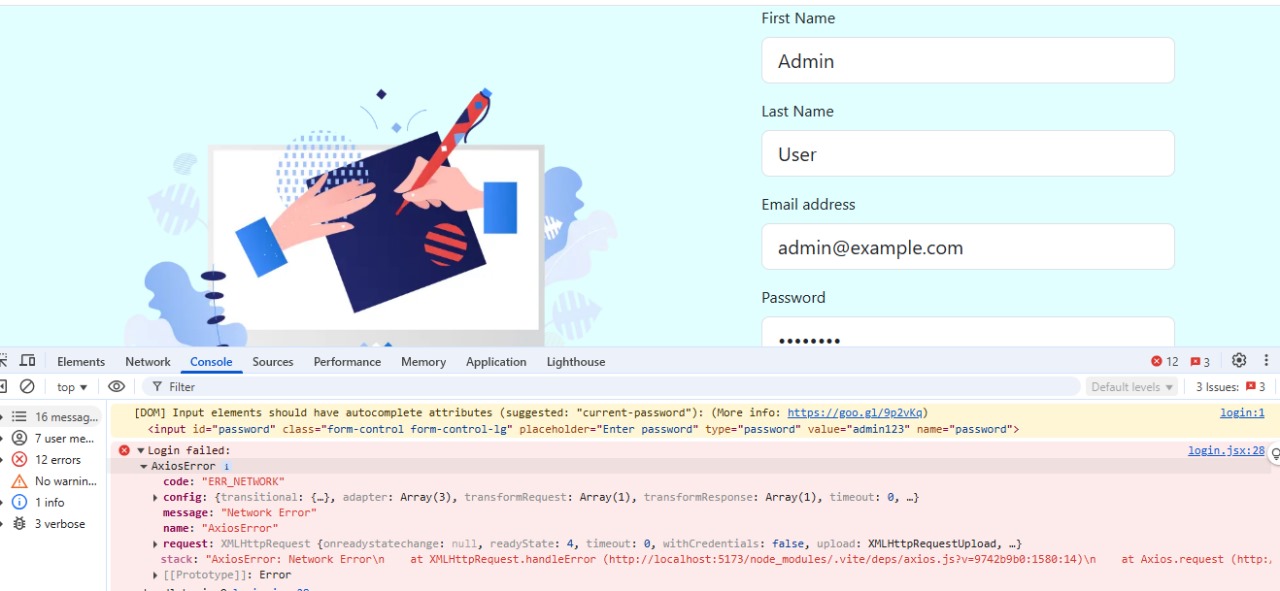 First Name
Admin
Last Name
User
Email address
admin@example.com
Password
••••••••
Elements Network Console Sources Performance Memory Application Lighthouse 12 3
top Filter Default levels 3 Issues: 3
16 messag...
7 user me...
12 errors
No warnin...
1 info
3 verbose
[DOM] Input elements should have autocomplete attributes (suggested: "current-password"): (More info: https://goo.gl/9p2vKq) login:1
<input id="password" class="form-control form-control-lg" placeholder="Enter password" type="password" value="admin123" name="password">
Login failed: login.jsx:28
AxiosError i
code: "ERR_NETWORK"
config: {transitional: {…}, adapter: Array(3), transformRequest: Array(1), transformResponse: Array(1), timeout: 0, …}
message: "Network Error"
name: "AxiosError"
request: XMLHttpRequest {onreadystatechange: null, readyState: 4, timeout: 0, withCredentials: false, upload: XMLHttpRequestUpload, …}
stack: "AxiosError: Network Error\n    at XMLHttpRequest.handleError (http://localhost:5173/node_modules/.vite/deps/axios.js?v=9742b9b0:1580:14)\n    at Axios.request (http:/
[[Prototype]]: Error